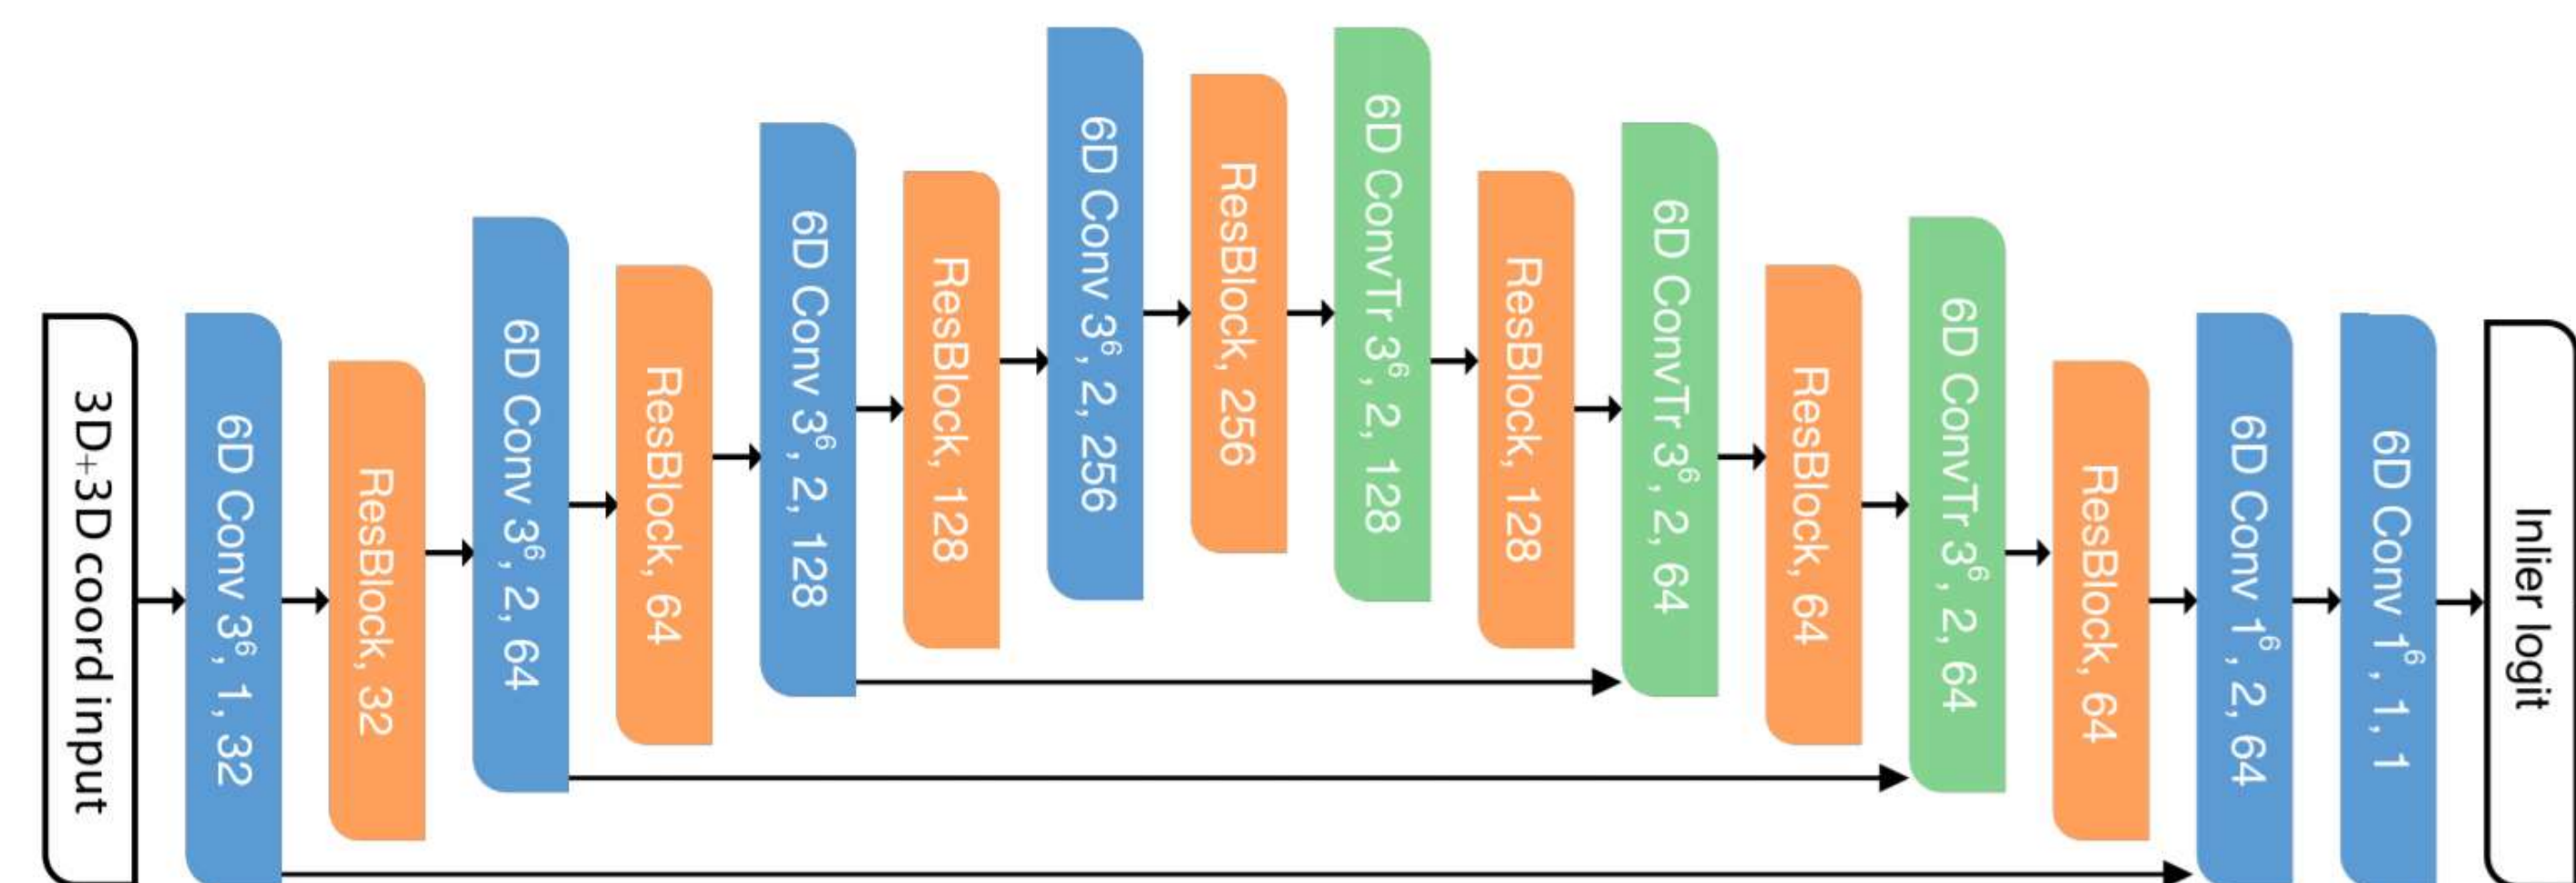 3D+3D coord input
6D Conv 3⁶, 1, 32
ResBlock, 32
6D Conv 3⁶, 2, 64
ResBlock, 64
6D Conv 3⁶, 2, 128
ResBlock, 128
6D Conv 3⁶, 2, 256
ResBlock, 256
6D ConvTr 3⁶, 2, 128
ResBlock, 128
6D ConvTr 3⁶, 2, 64
ResBlock, 64
6D ConvTr 3⁶, 2, 64
ResBlock, 64
6D Conv 1⁶, 2, 64
6D Conv 1⁶, 1, 1
Inlier logit